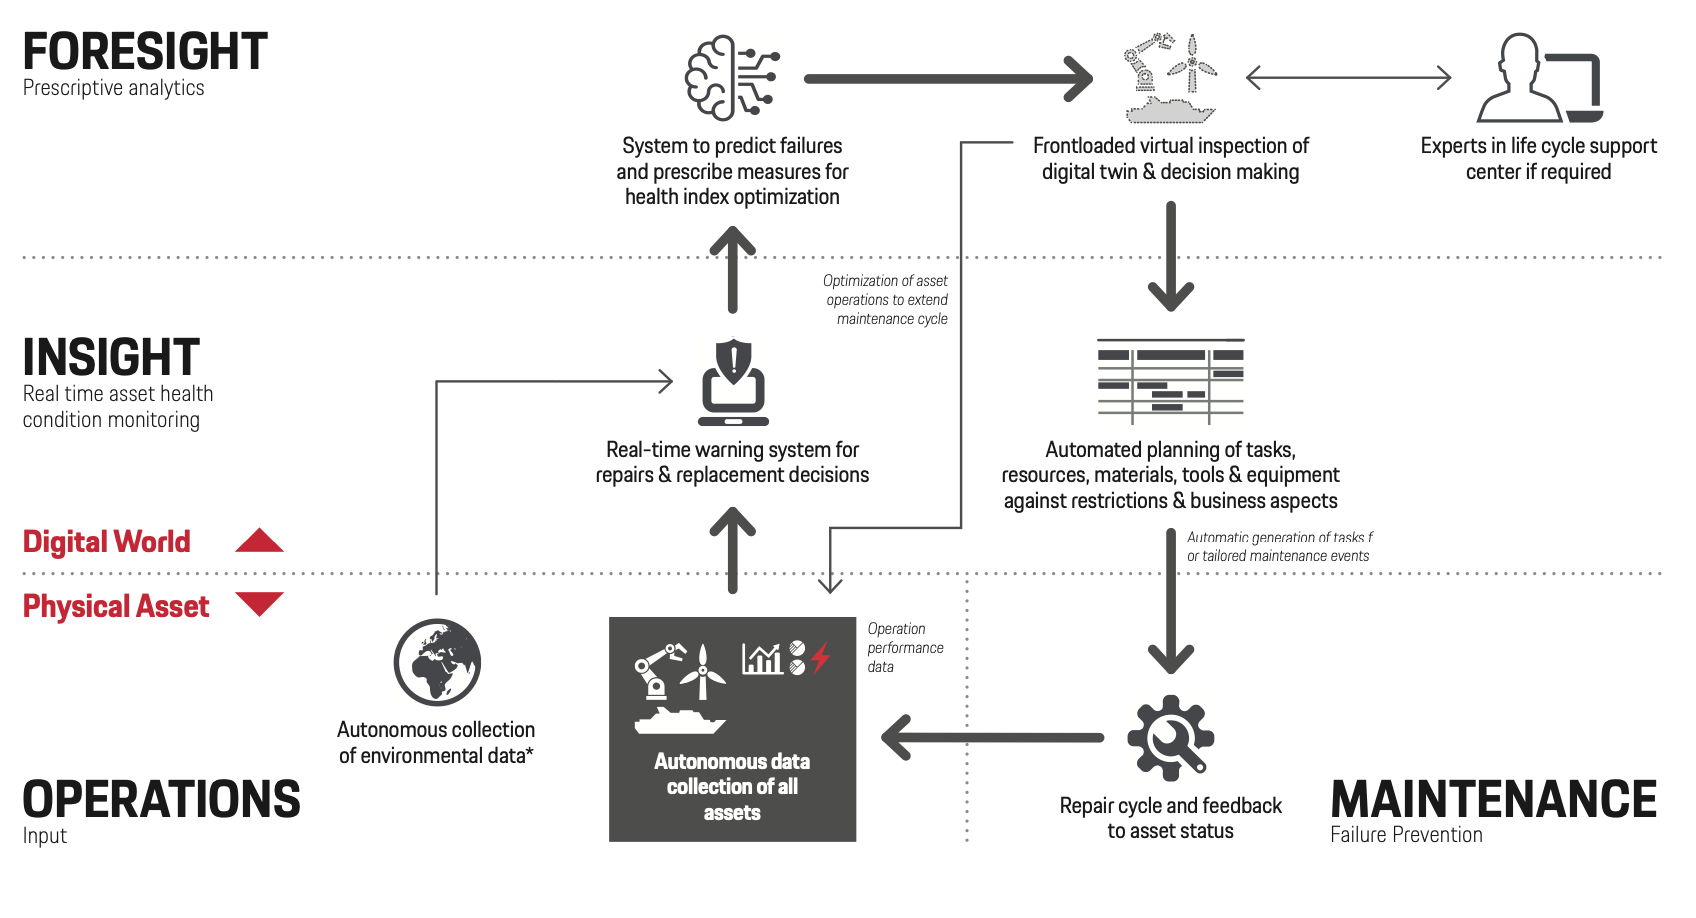 FORESIGHT
Prescriptive analytics
System to predict failures
and prescribe measures for
health index optimization
Frontloaded virtual inspection of
digital twin & decision making
Experts in life cycle support
center if required
Optimization of asset
operations to extend
maintenance cycle
INSIGHT
Real time asset health
condition monitoring
Real-time warning system for
repairs & replacement decisions
Automated planning of tasks,
resources, materials, tools & equipment
against restrictions & business aspects
Digital World
Automatic generation of tasks f
or tailored maintenance events
Physical Asset
Autonomous collection
of environmental data*
Operation
performance
data
Autonomous data
collection of all
assets
Repair cycle and feedback
to asset status
OPERATIONS
Input
MAINTENANCE
Failure Prevention